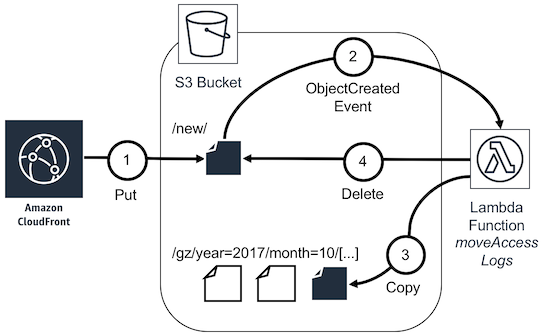 S3 Bucket
2
ObjectCreated
Event
/new/
1
Put
4
Delete
Amazon
CloudFront
λ
Lambda
Function
moveAccess
Logs
/gz/year=2017/month=10/[...]
3
Copy